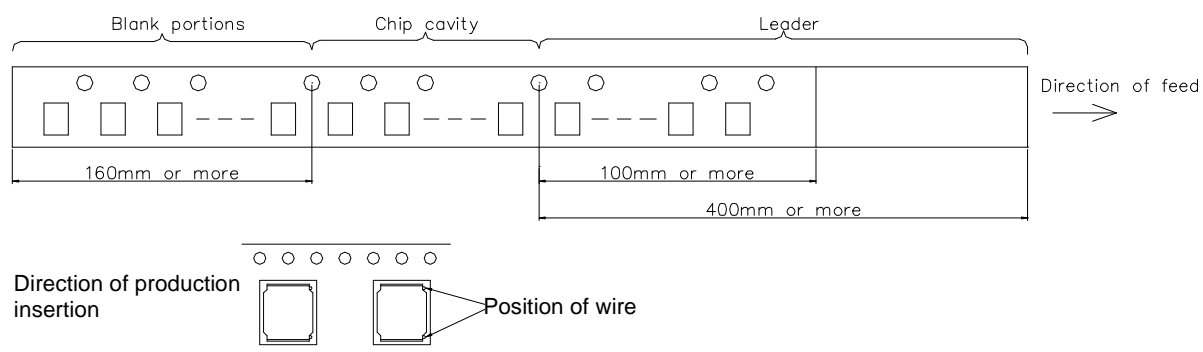 Blank portions
Chip cavity
Leader
Direction of feed
160mm or more
100mm or more
400mm or more
Direction of production
insertion
Position of wire